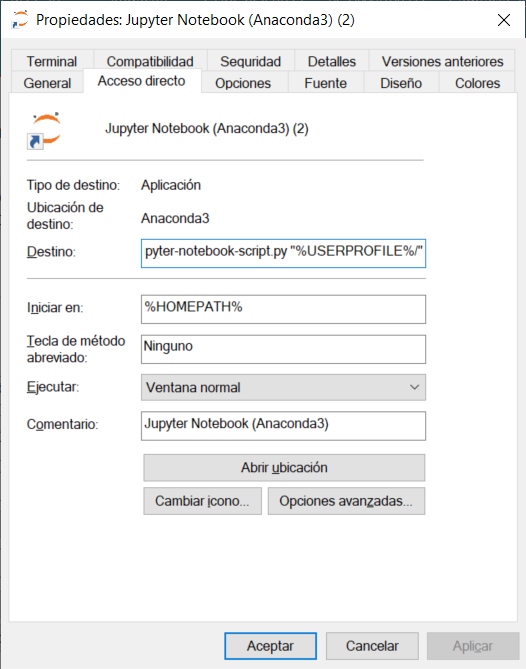 Propiedades: Jupyter Notebook (Anaconda3) (2)
Terminal Compatibilidad Seguridad Detalles Versiones anteriores
General Acceso directo Opciones Fuente Diseño Colores
Jupyter Notebook (Anaconda3) (2)
Tipo de destino: Aplicación
Ubicación de
destino: Anaconda3
Destino: pyter-notebook-script.py "%USERPROFILE%/"
Iniciar en: %HOMEPATH%
Tecla de método
abreviado: Ninguno
Ejecutar: Ventana normal
Comentario: Jupyter Notebook (Anaconda3)
Abrir ubicación
Cambiar icono... Opciones avanzadas...
Aceptar Cancelar Aplicar